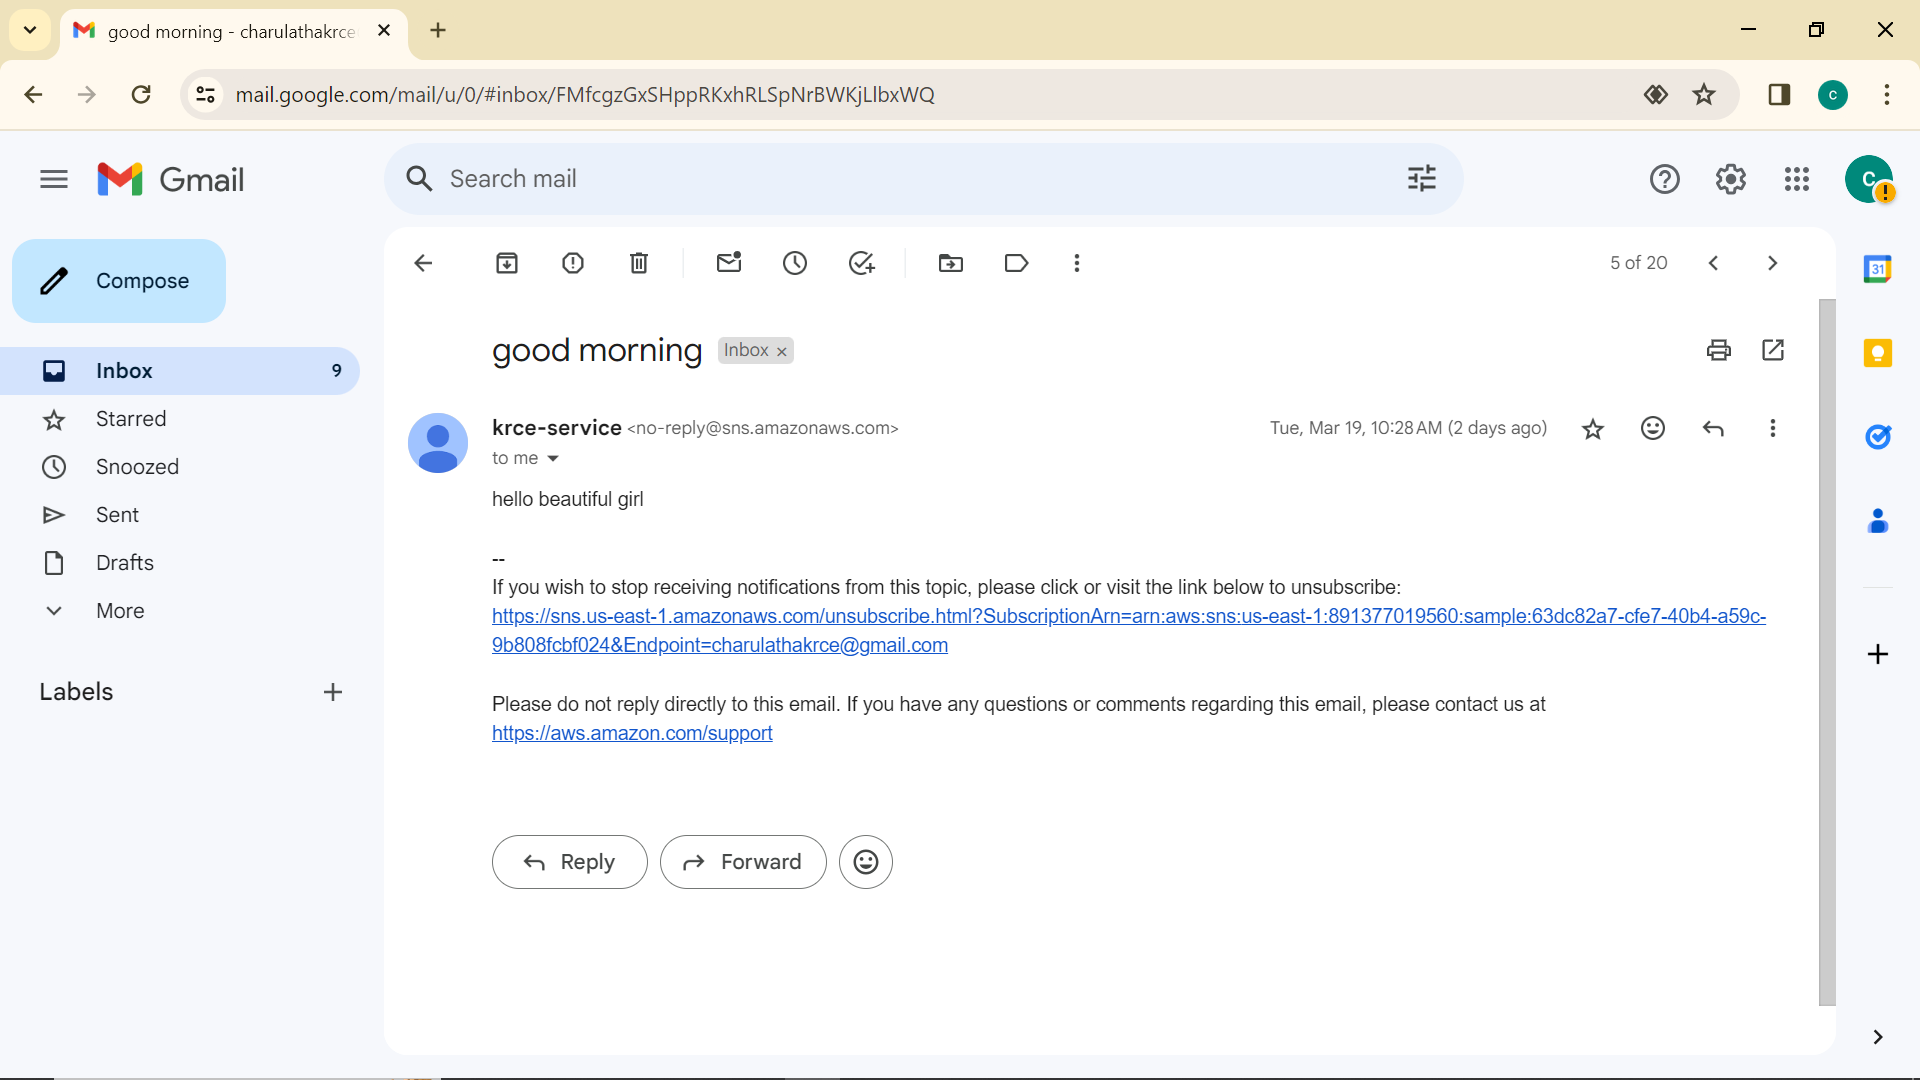 good morning - charulathakrce
mail.google.com/mail/u/0/#inbox/FMfcgzGxSHppRKxhRLSpNrBWKjLlbxWQ
C
Gmail
Search mail
C
!
Compose
5 of 20
31
Inbox 9
Starred
Snoozed
Sent
Drafts
More
Labels
good morning Inbox x
krce-service <no-reply@sns.amazonaws.com> Tue, Mar 19, 10:28 AM (2 days ago)
to me
hello beautiful girl
--
If you wish to stop receiving notifications from this topic, please click or visit the link below to unsubscribe:
https://sns.us-east-1.amazonaws.com/unsubscribe.html?SubscriptionArn=arn:aws:sns:us-east-1:891377019560:sample:63dc82a7-cfe7-40b4-a59c-
9b808fcbf024&Endpoint=charulathakrce@gmail.com
Please do not reply directly to this email. If you have any questions or comments regarding this email, please contact us at
https://aws.amazon.com/support
Reply Forward